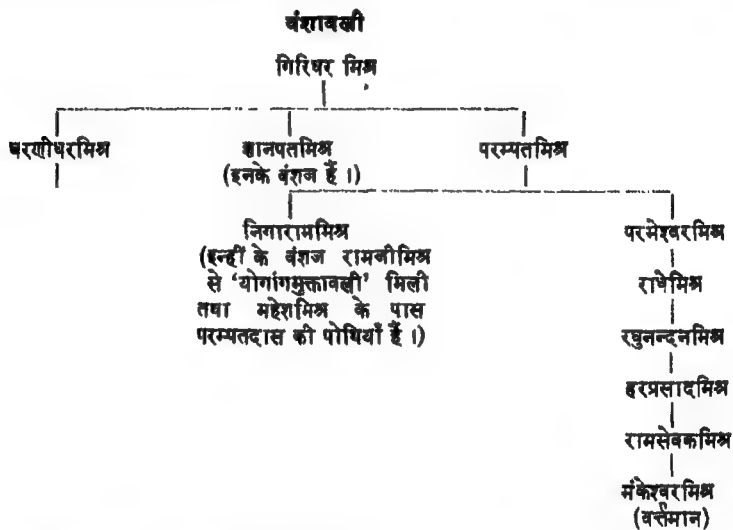 वंशावली
गिरिधर मिश्र
धरणीधरमिश्र ज्ञानपतमिश्र परम्पतमिश्र
(इनके वंशज हैं ।)
निगाराममिश्र परमेश्वरमिश्र
(इन्हीं के वंशज रामजीमिश्र
से 'योगांगमुक्तावली' मिली
तथा महेशमिश्र के पास
परम्पतदास की पोथियाँ हैं ।)
राधेमिश्र
रघुनन्दनमिश्र
हरप्रसादमिश्र
रामसेवकमिश्र
मंकेश्वरमिश्र
(वर्त्तमान)